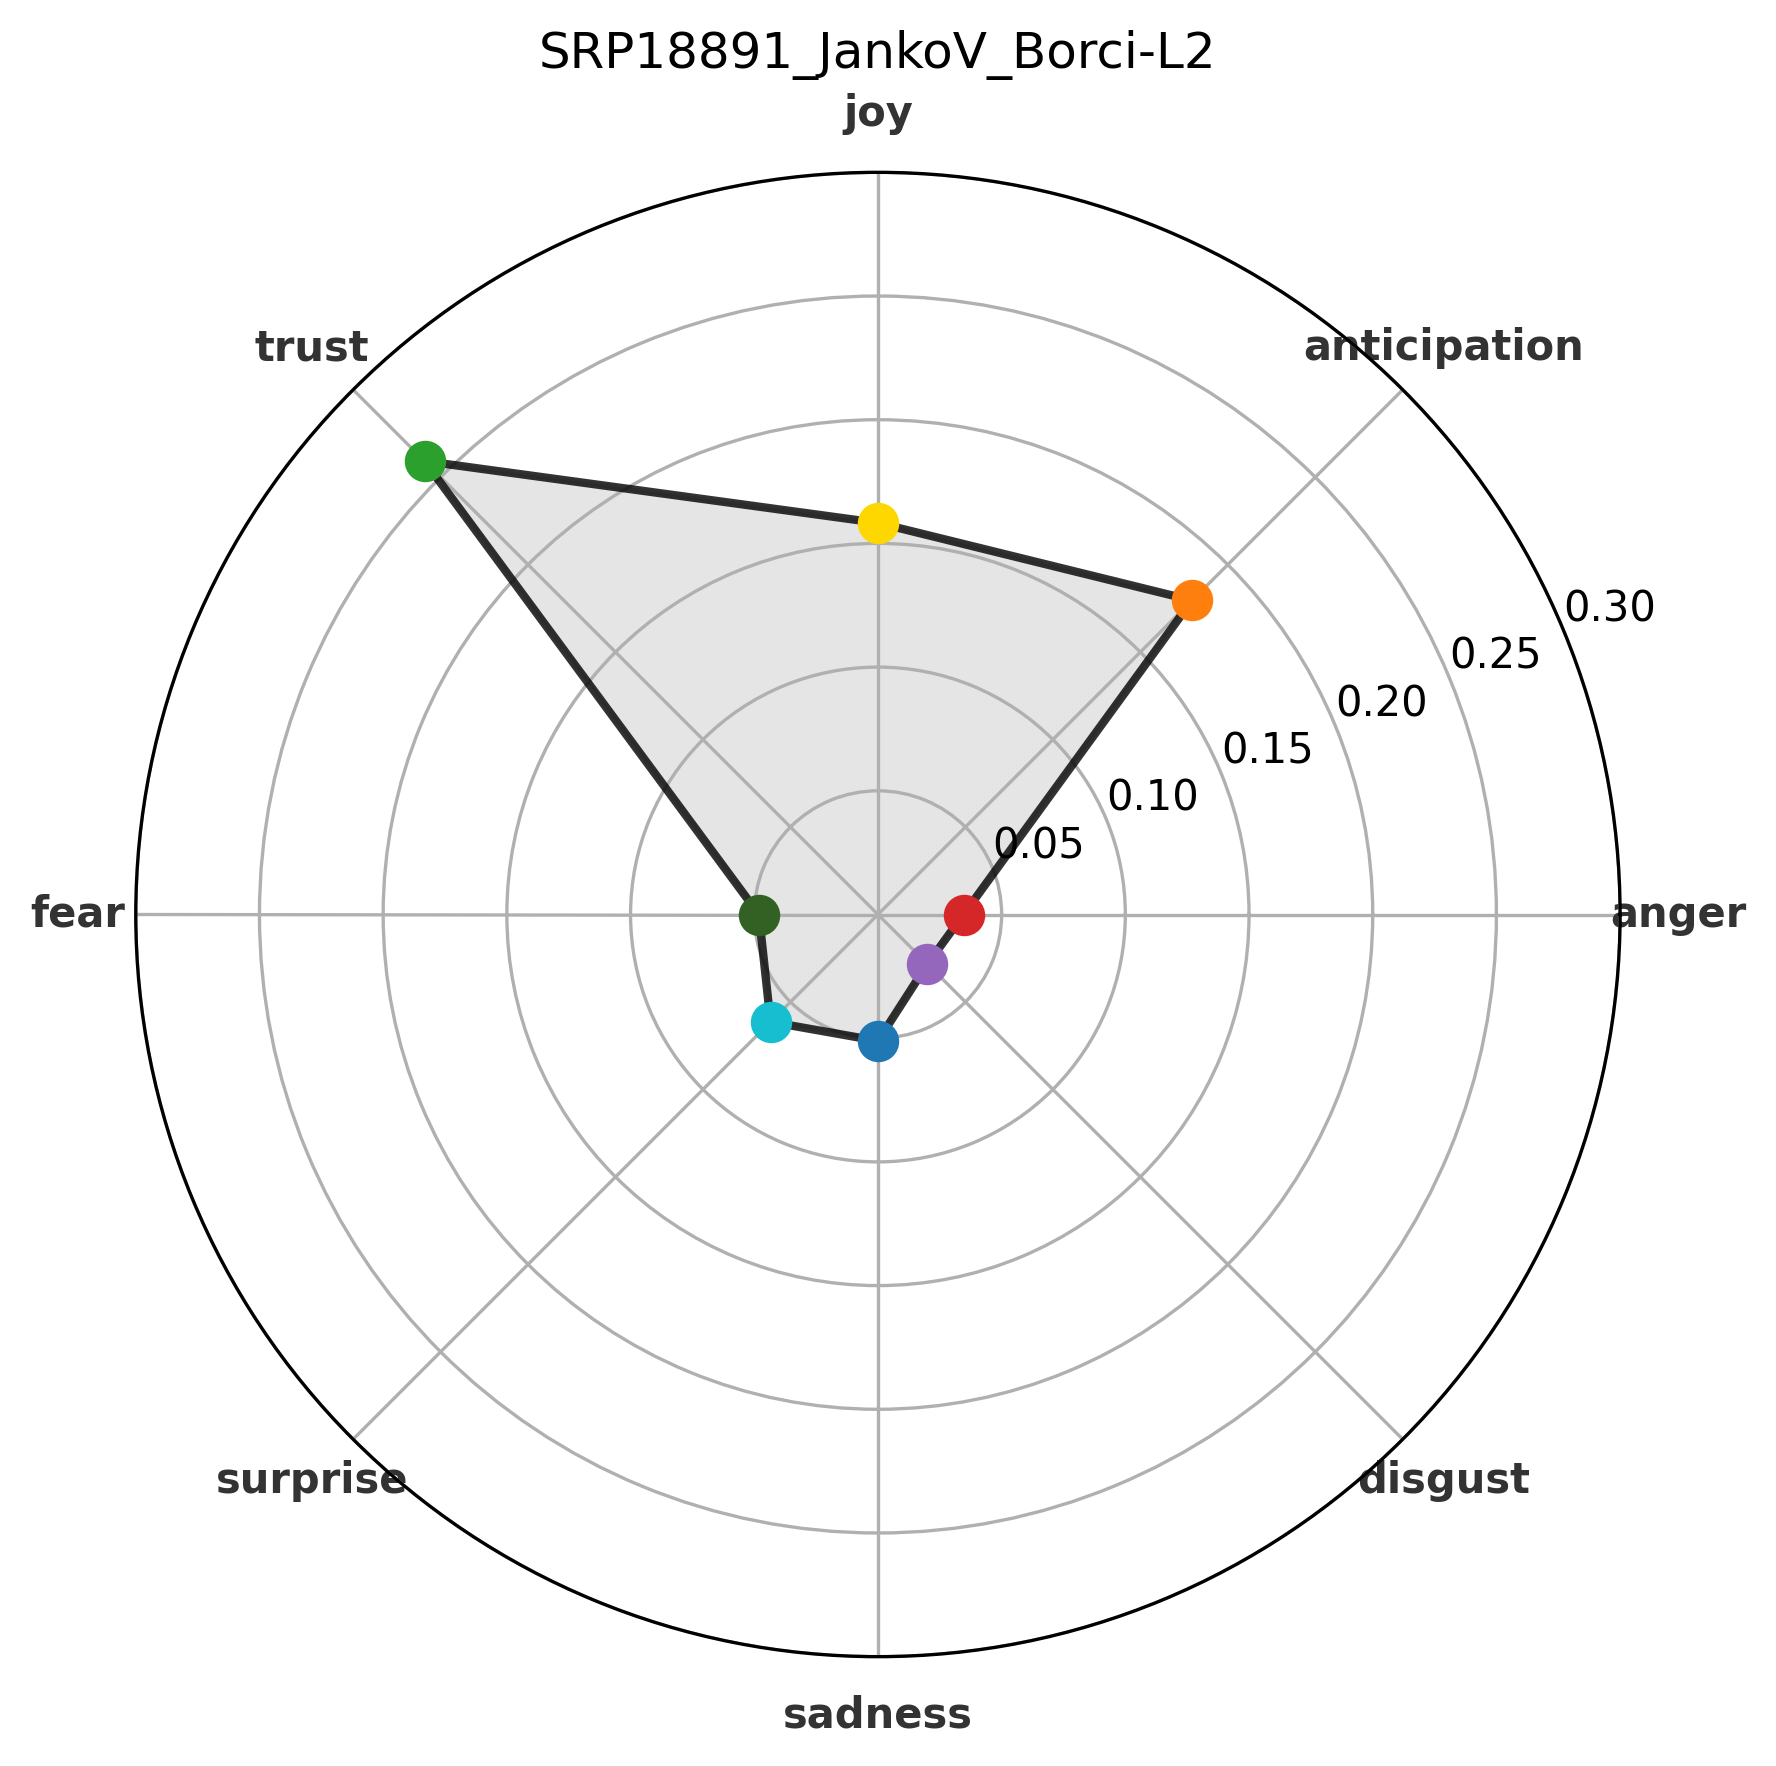 SRP18891_JankoV_Borci-L2
joy
trust
anticipation
0.30
0.25
0.20
0.15
0.10
0.05
fear
anger
surprise
disgust
sadness